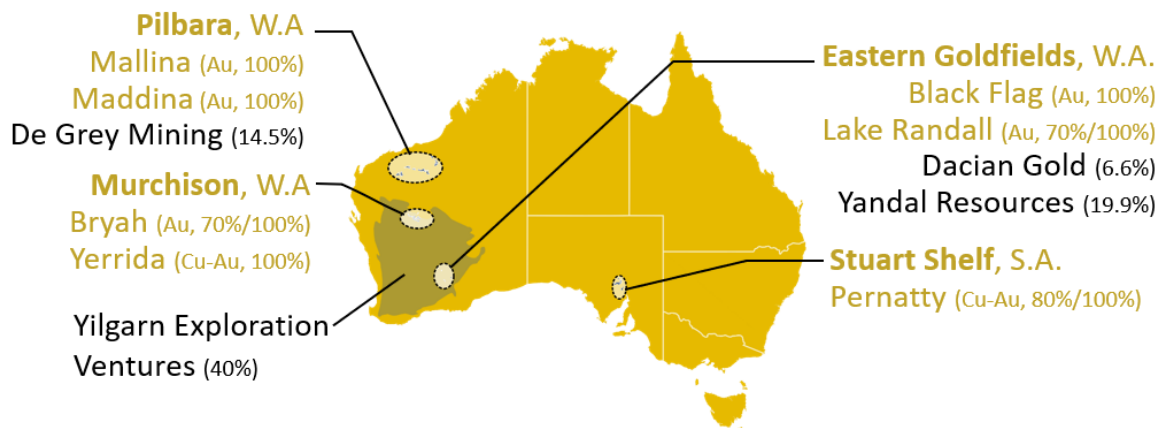 Pilbara, W.A
Mallina (Au, 100%)
Maddina (Au, 100%)
De Grey Mining (14.5%)
Murchison, W.A
Bryah (Au, 70%/100%)
Yerrida (Cu-Au, 100%)
Yilgarn Exploration
Ventures (40%)
Eastern Goldfields, W.A.
Black Flag (Au, 100%)
Lake Randall (Au, 70%/100%)
Dacian Gold (6.6%)
Yandal Resources (19.9%)
Stuart Shelf, S.A.
Pernatty (Cu-Au, 80%/100%)